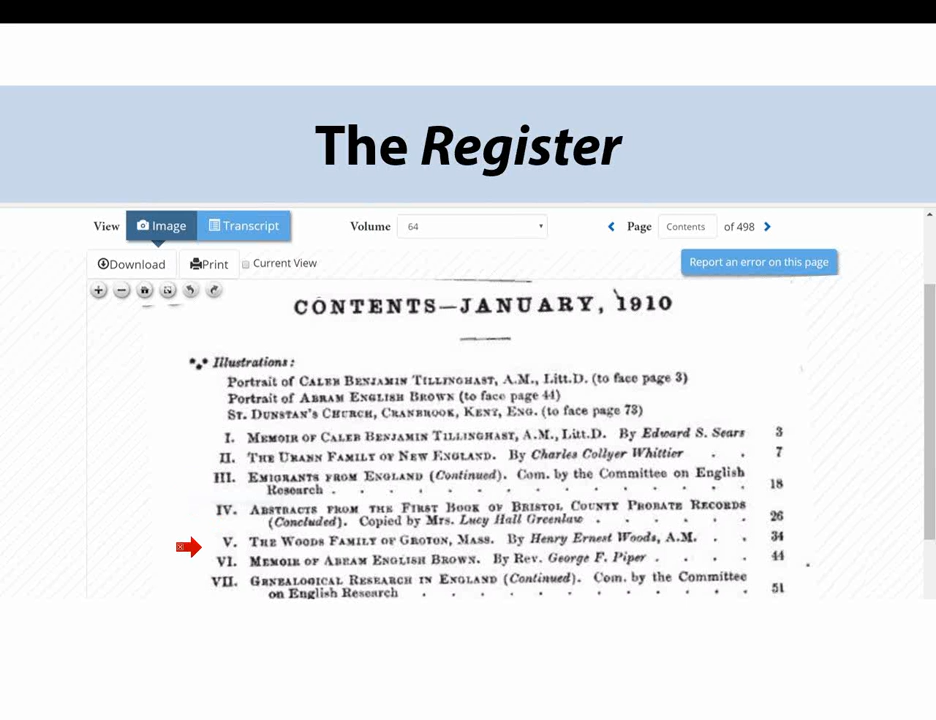 The Register
View Image Transcript Volume 64 Page Contents of 498
Download Print Current View Report an error on this page
CONTENTS—JANUARY, 1910
Illustrations:
Portrait of CALEB BENJAMIN TILLINGHAST, A.M., Litt.D. (to face page 3)
Portrait of ABRAM ENGLISH BROWN (to face page 44)
ST. DUNSTAN'S CHURCH, CRANBROOK, KENT, ENG. (to face page 73)
I. MEMOIR OF CALEB BENJAMIN TILLINGHAST, A.M., Litt.D. By Edward S. Sears 3
II. THE URANN FAMILY OF NEW ENGLAND. By Charles Collyer Whittier . . 7
III. EMIGRANTS FROM ENGLAND (Continued). Com. by the Committee on English
Research . . . . . . . . . . . . 18
IV. ABSTRACTS FROM THE FIRST BOOK OF BRISTOL COUNTY PROBATE RECORDS
(Concluded). Copied by Mrs. Lucy Hall Greenlaw . . . . . 26
V. THE WOODS FAMILY OF GROTON, MASS. By Henry Ernest Woods, A.M. . . 34
VI. MEMOIR OF ABRAM ENGLISH BROWN. By Rev. George F. Piper . . . . 44
VII. GENEALOGICAL RESEARCH IN ENGLAND (Continued). Com. by the Committee
on English Research . . . . . . . . . . 51